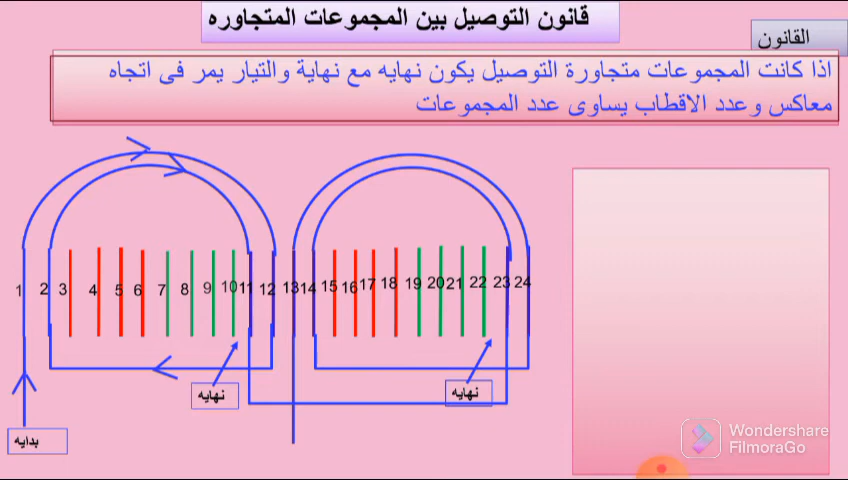 قانون التوصيل بين المجموعات المتجاوره
القانون
اذا كانت المجموعات متجاورة التوصيل يكون نهايه مع نهاية والتيار يمر فى اتجاه
معاكس وعدد الاقطاب يساوى عدد المجموعات
1 2 3 4 5 6 7 8 9 10 11 12 13 14 15 16 17 18 19 20 21 22 23 24
نهايه
نهايه
بدايه
Wondershare
FilmoraGo